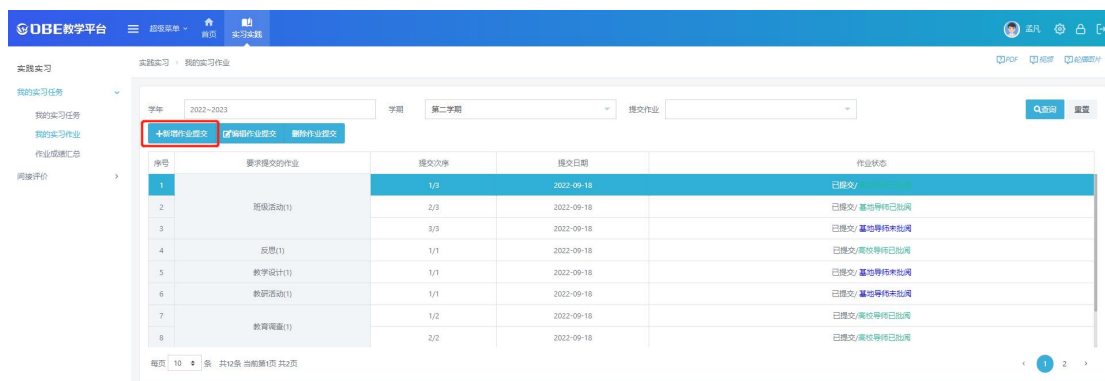 OBE教学平台 超级菜单 首页 实习实践 孟凡
实践实习
实践实习 我的实习作业 PDF 视频 轮播图片
我的实习任务
我的实习任务
我的实习作业
作业成绩汇总
间接评价
学年 2022~2023 学期 第二学期 提交作业 查询 重置
+新增作业提交 编辑作业提交 删除作业提交
序号 要求提交的作业 提交次序 提交日期 作业状态
1 1/3 2022-09-18 已提交/
2 班级活动(1) 2/3 2022-09-18 已提交/ 基地导师已批阅
3 3/3 2022-09-18 已提交/ 基地导师未批阅
4 反思(1) 1/1 2022-09-18 已提交/高校导师已批阅
5 教学设计(1) 1/1 2022-09-18 已提交/ 基地导师未批阅
6 教研活动(1) 1/1 2022-09-18 已提交/ 基地导师未批阅
7 1/2 2022-09-18 已提交/高校导师已批阅
教育调查(1)
8 2/2 2022-09-18 已提交/高校导师已批阅
每页 10 条 共12条 当前第1页 共2页 1 2